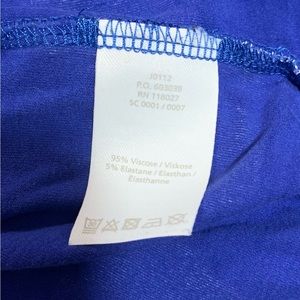 J0112
P.O. 603039
RN 118027
SC 0001 / 0007
95% Viscose / Viskose
5% Elastane / Elasthan /
Elasthanne